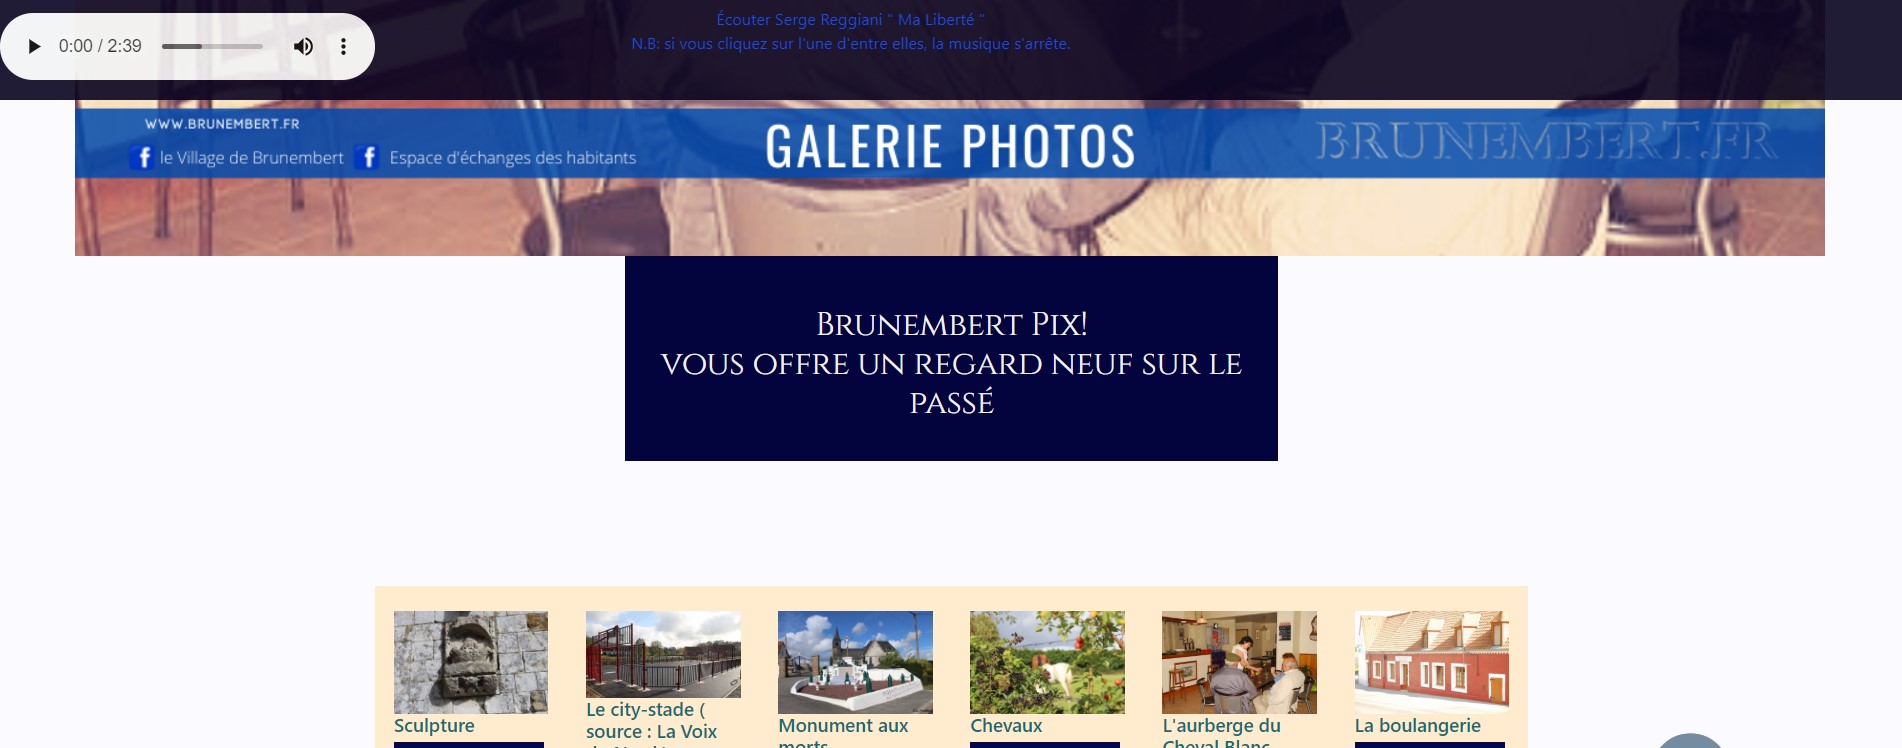 Écouter Serge Reggiani " Ma Liberté "
N.B: si vous cliquez sur l'une d'entre elles, la musique s'arrête.
0:00 / 2:39
WWW.BRUNEMBERT.FR
le Village de Brunembert
Espace d'échanges des habitants
GALERIE PHOTOS
BRUNEMBERT.FR
Brunembert Pix!
vous offre un regard neuf sur le
passé
Sculpture
Le city-stade (
source : La Voix
Monument aux
morts
Chevaux
L'aurberge du
Cheval Blanc
La boulangerie